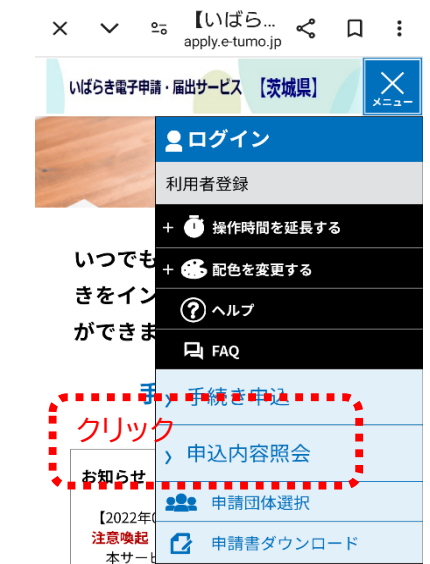 【いばら...
apply.e-tumo.jp
いばらき電子申請・届出サービス 【茨城県】
メニュー
ログイン
利用者登録
+ 操作時間を延長する
いつでも
+ 配色を変更する
きをイン
? ヘルプ
ができま
FAQ
手
› 手続き申込
クリック
› 申込内容照会
お知らせ
申請団体選択
【2022年0
注意喚起
申請書ダウンロード
本サービ